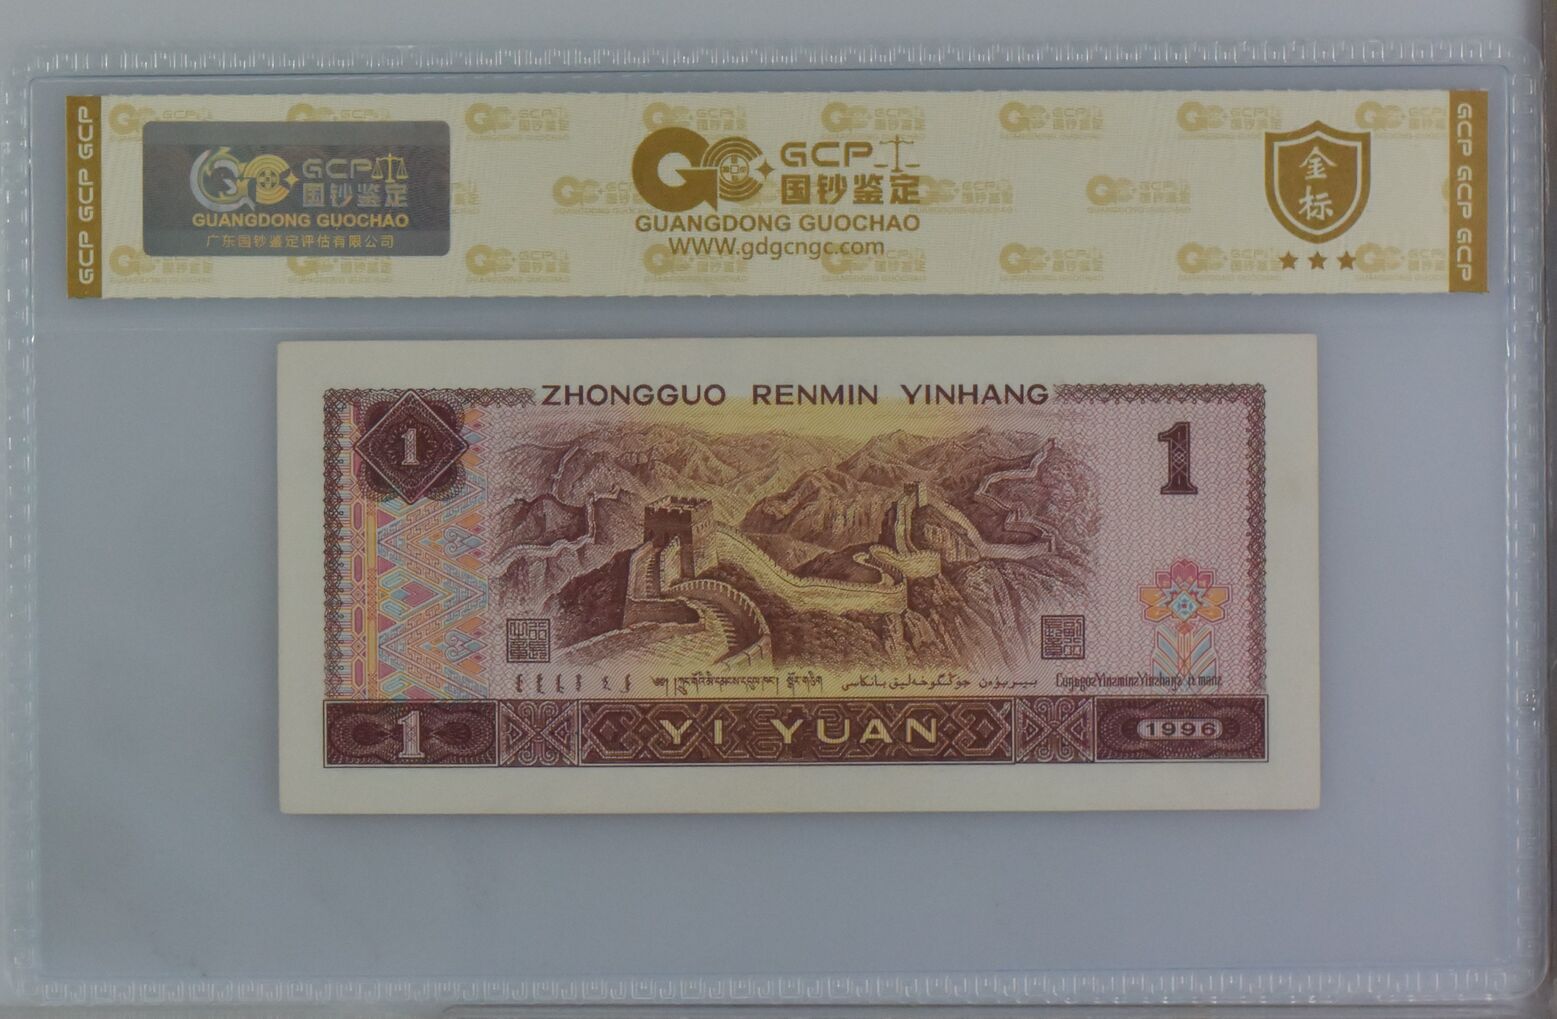 GCP GCP GCP
GCP 国钞鉴定
GUANGDONG GUOCHAO
广东国钞鉴定评估有限公司
GCP
国钞鉴定
GUANGDONG GUOCHAO
WWW.gdgcngc.com
金标
★★★
GCP GCP GCP
ZHONGGUO RENMIN YINHANG
1
1
1
YI YUAN
1996